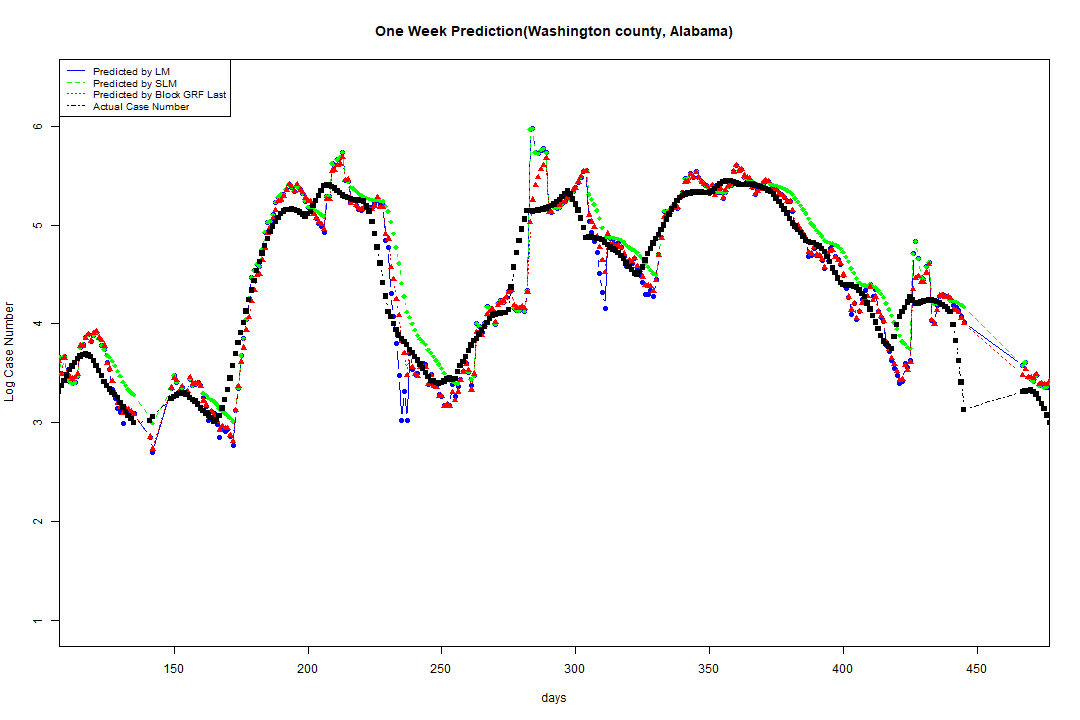 One Week Prediction(Washington county, Alabama)
Predicted by LM
Predicted by SLM
Predicted by Block GRF Last
Actual Case Number
6
5
4
3
2
1
Log Case Number
150 200 250 300 350 400 450
days